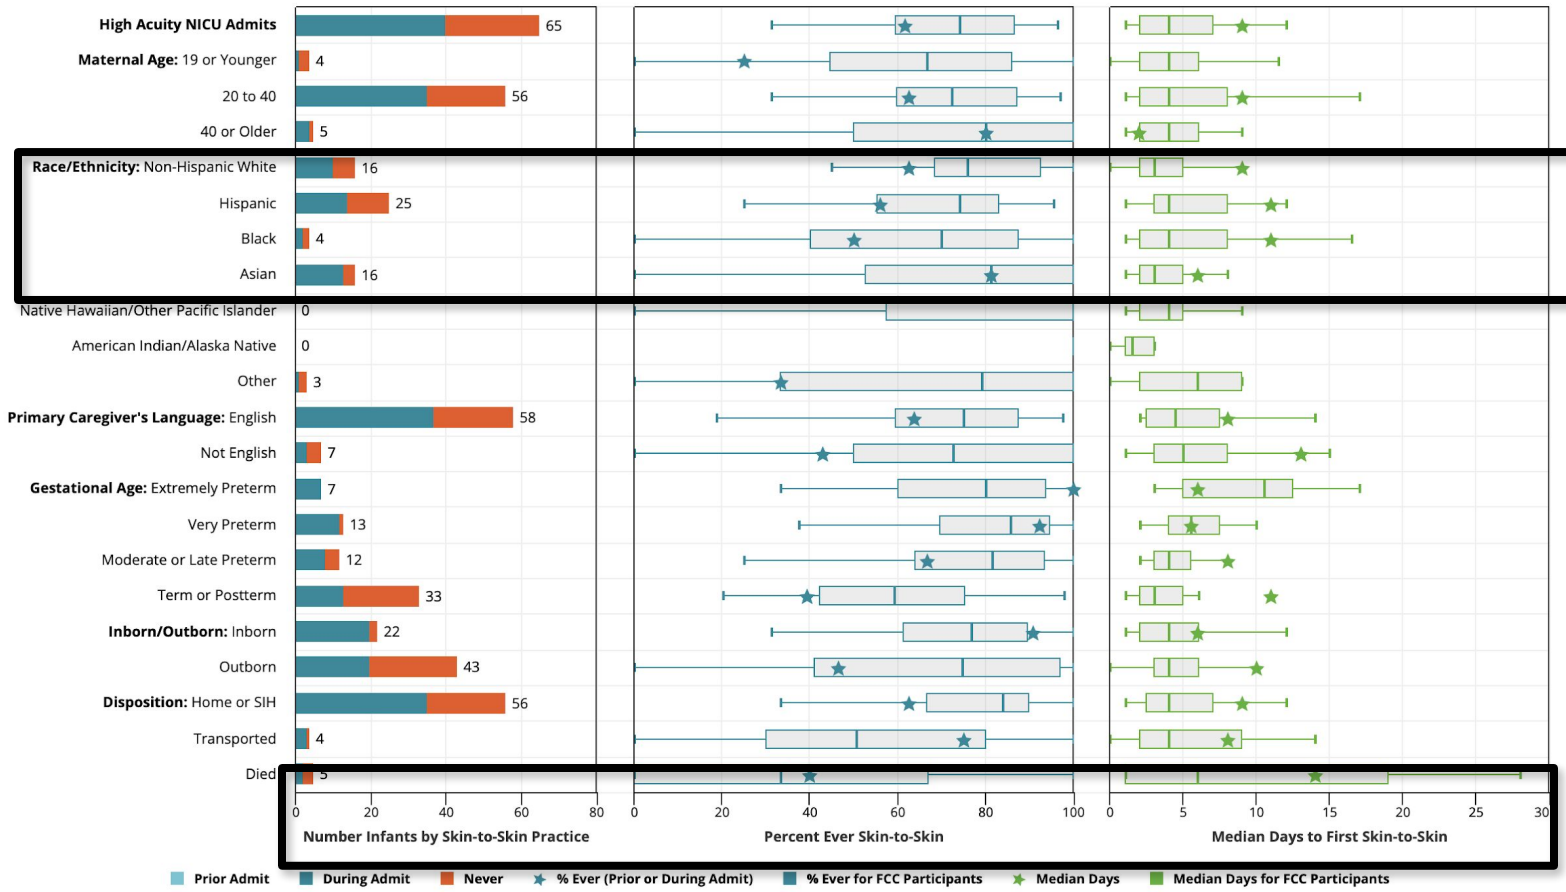 High Acuity NICU Admits 65
Maternal Age: 19 or Younger 4
20 to 40 56
40 or Older 5
Race/Ethnicity: Non-Hispanic White 16
Hispanic 25
Black 4
Asian 16
Native Hawaiian/Other Pacific Islander 0
American Indian/Alaska Native 0
Other 3
Primary Caregiver's Language: English 58
Not English 7
Gestational Age: Extremely Preterm 7
Very Preterm 13
Moderate or Late Preterm 12
Term or Postterm 33
Inborn/Outborn: Inborn 22
Outborn 43
Disposition: Home or SIH 56
Transported 4
Died 5
0 20 40 60 80 0 20 40 60 80 100 0 5 10 15 20 25 30
Number Infants by Skin-to-Skin Practice Percent Ever Skin-to-Skin Median Days to First Skin-to-Skin
Prior Admit During Admit Never % Ever (Prior or During Admit) % Ever for FCC Participants Median Days Median Days for FCC Participants